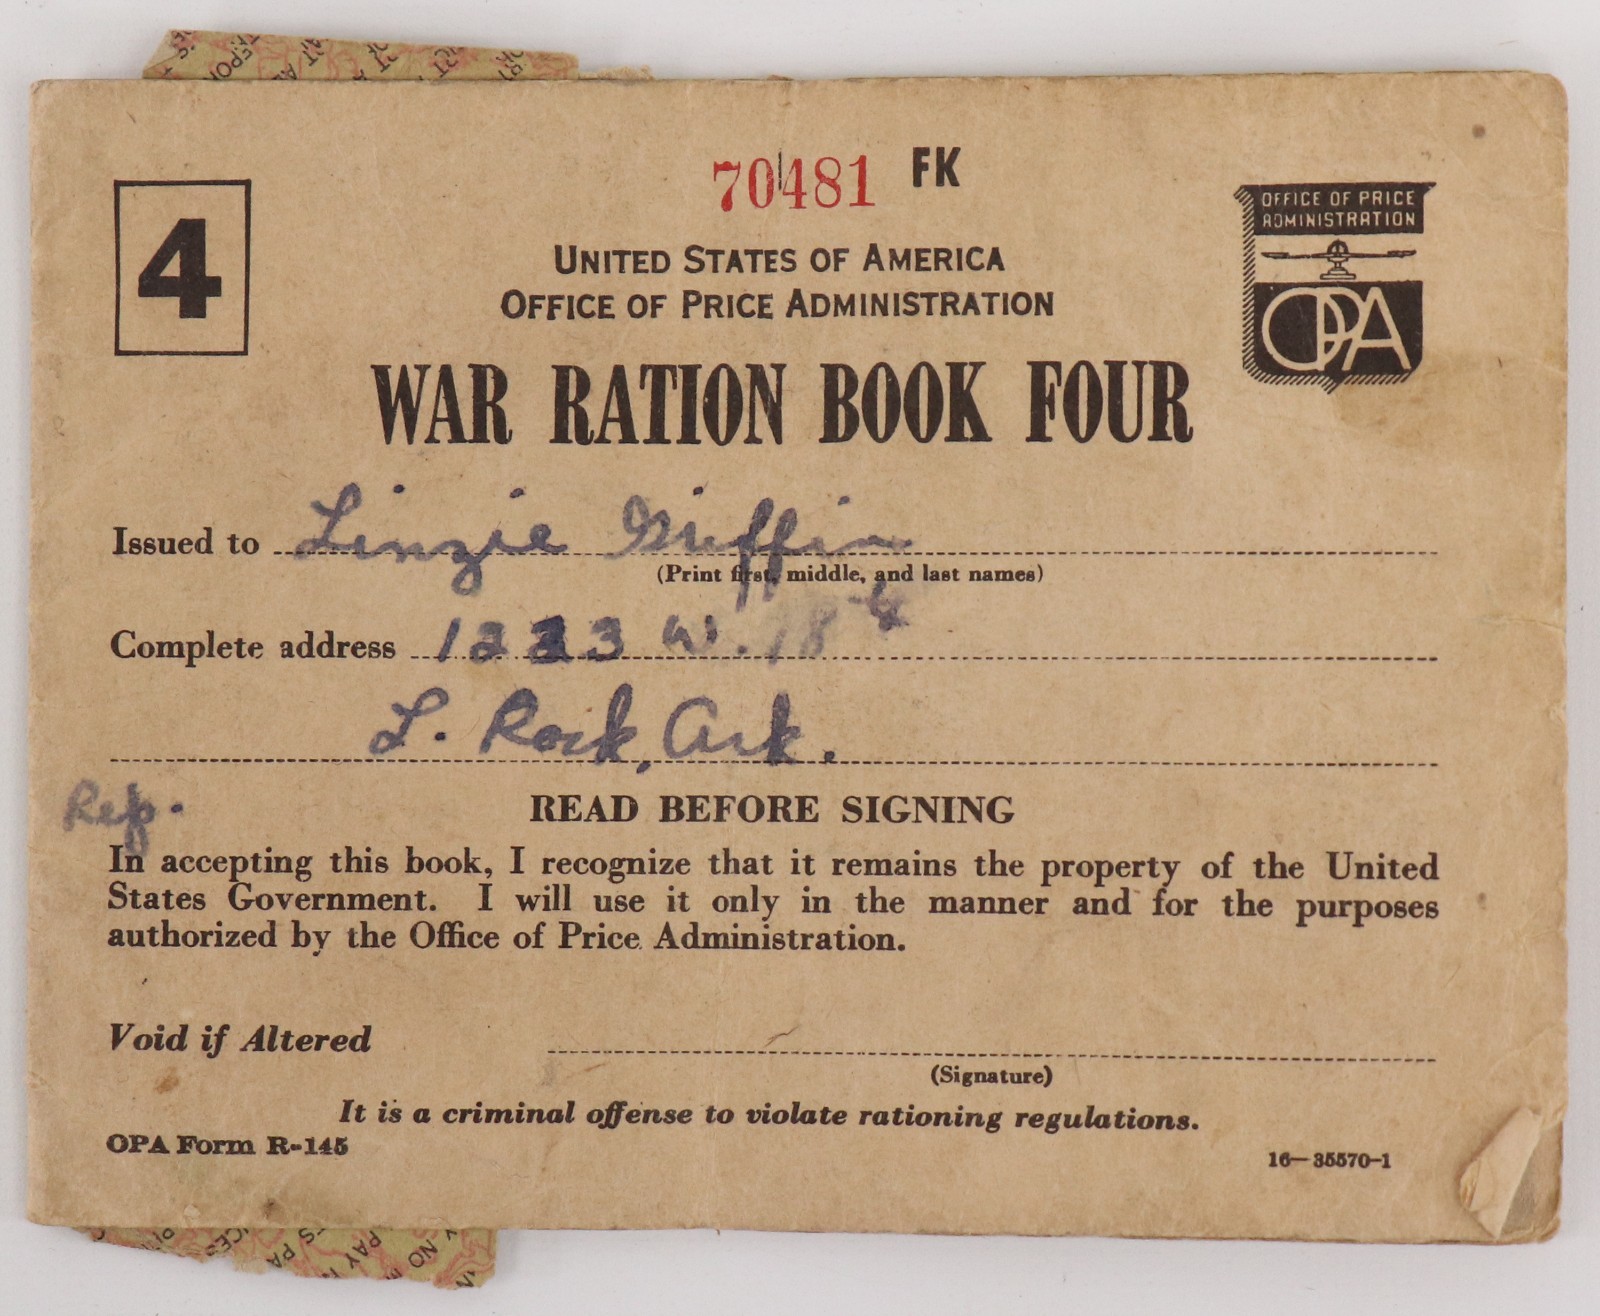 70481 FK
4
OFFICE OF PRICE
ADMINISTRATION
OPA
UNITED STATES OF AMERICA
OFFICE OF PRICE ADMINISTRATION
WAR RATION BOOK FOUR
Issued to Linzie Griffin
(Print first, middle, and last names)
Complete address 1223 W. 18th
L. Rock, Ark.
Rep.
READ BEFORE SIGNING
In accepting this book, I recognize that it remains the property of the United
States Government. I will use it only in the manner and for the purposes
authorized by the Office of Price Administration.
Void if Altered
(Signature)
It is a criminal offense to violate rationing regulations.
OPA Form R-145
16—35570-1